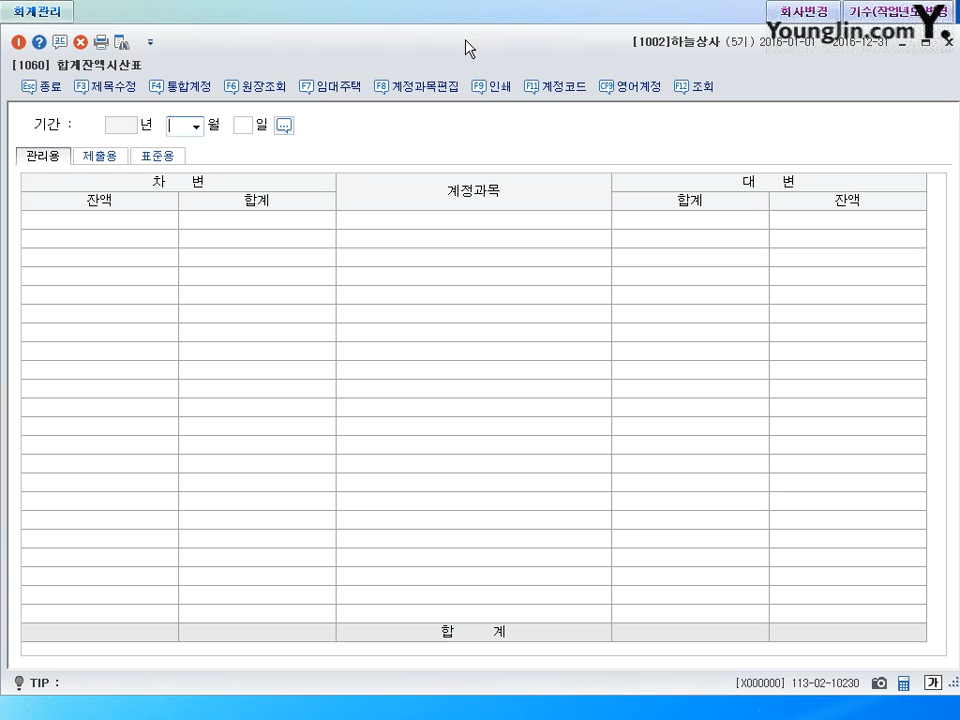 회계관리
회사변경
Younglin.com Y.
[1002]하늘상사 (5기) 2016-01-01 2016-12-31
[1060] 합계잔액시산표
Esc 종료 F3 제목수정 F4 통합계정 F6 원장조회 F7 임대주택 F8 계정과목편집 F9 인쇄 F11 계정코드 CF9 영어계정 F12 조회
기간 : 년 월 일
관리용 제출용 표준용
차 변 계정과목 대 변
잔액 합계 합계 잔액
합 계
TIP :
[X000000] 113-02-10230 가